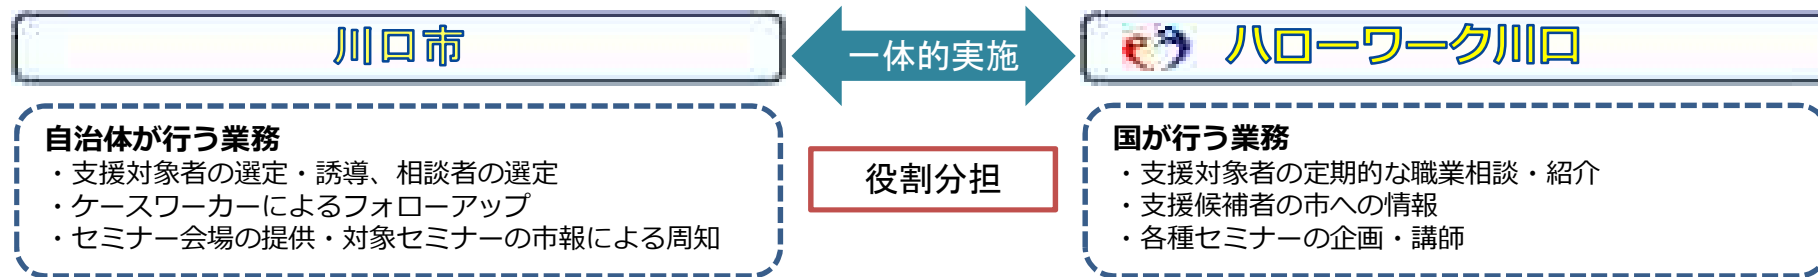 川口市
一体的実施
ハローワーク川口
自治体が行う業務
・支援対象者の選定・誘導、相談者の選定
・ケースワーカーによるフォローアップ
・セミナー会場の提供・対象セミナーの市報による周知
役割分担
国が行う業務
・支援対象者の定期的な職業相談・紹介
・支援候補者の市への情報
・各種セミナーの企画・講師